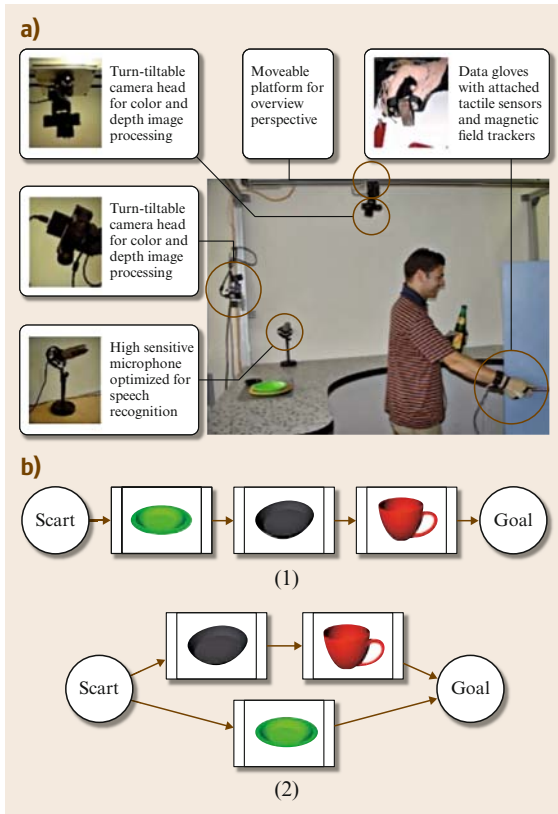 a)
Turn-tiltable
camera head
for color and
depth image
processing
Moveable
platform for
overview
perspective
Data gloves
with attached
tactile sensors
and magnetic
field trackers
Turn-tiltable
camera head
for color and
depth image
processing
High sensitive
microphone
optimized for
speech
recognition
b)
Scart
Goal
(1)
Scart
Goal
(2)